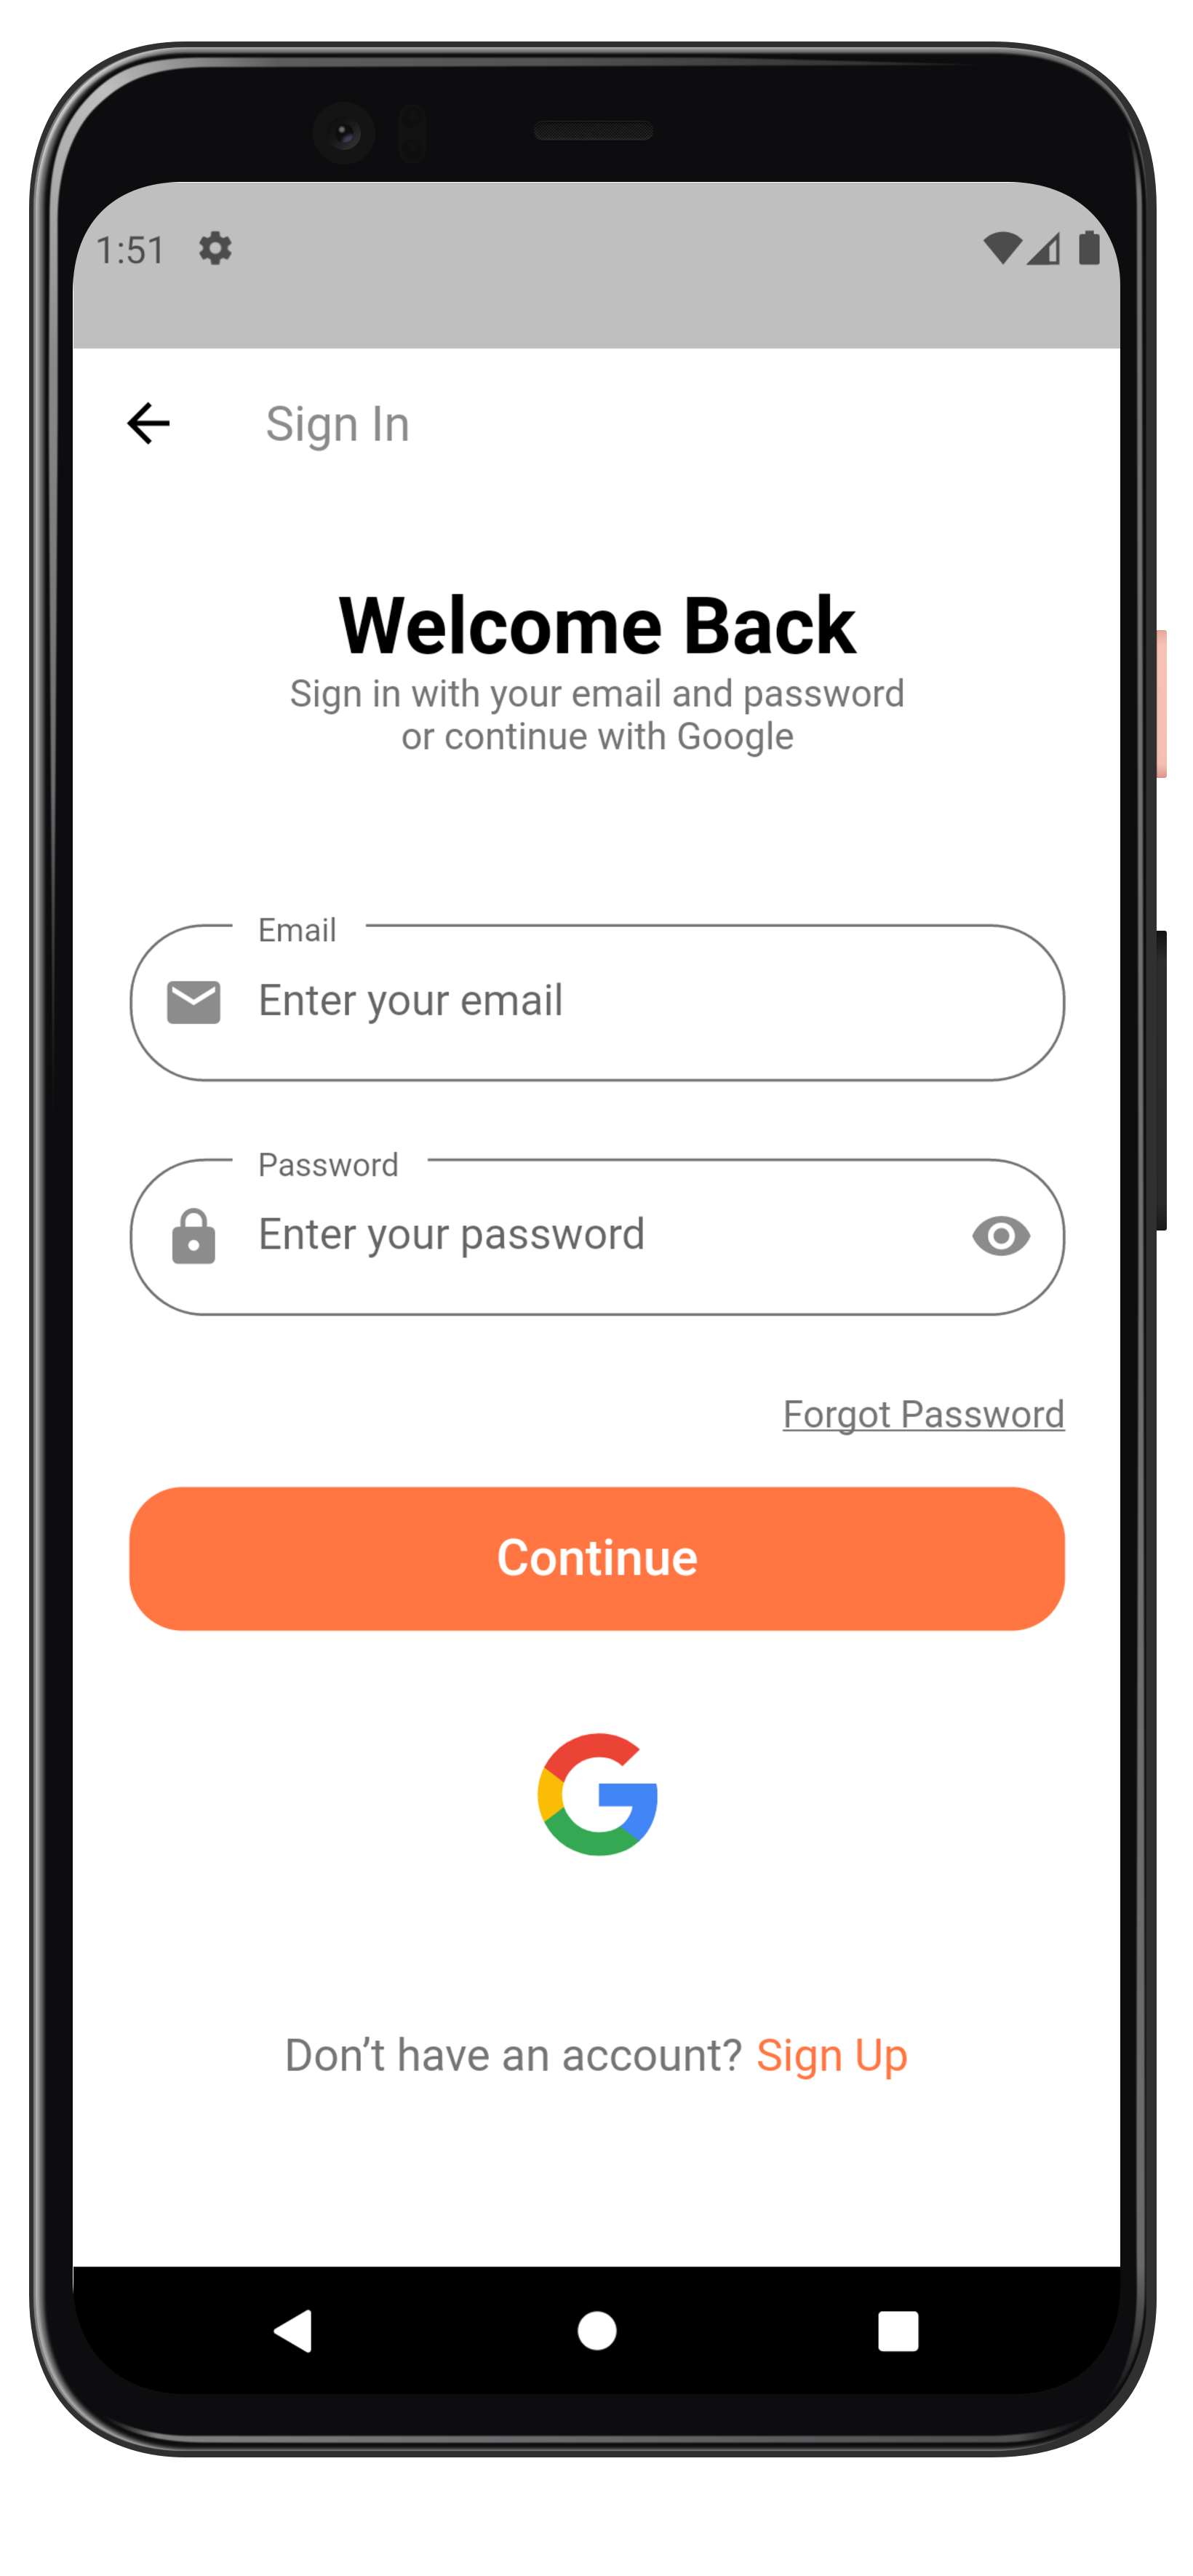 1:51
Sign In
Welcome Back
Sign in with your email and password
or continue with Google
Email
Enter your email
Password
Enter your password
Forgot Password
Continue
Don’t have an account? Sign Up